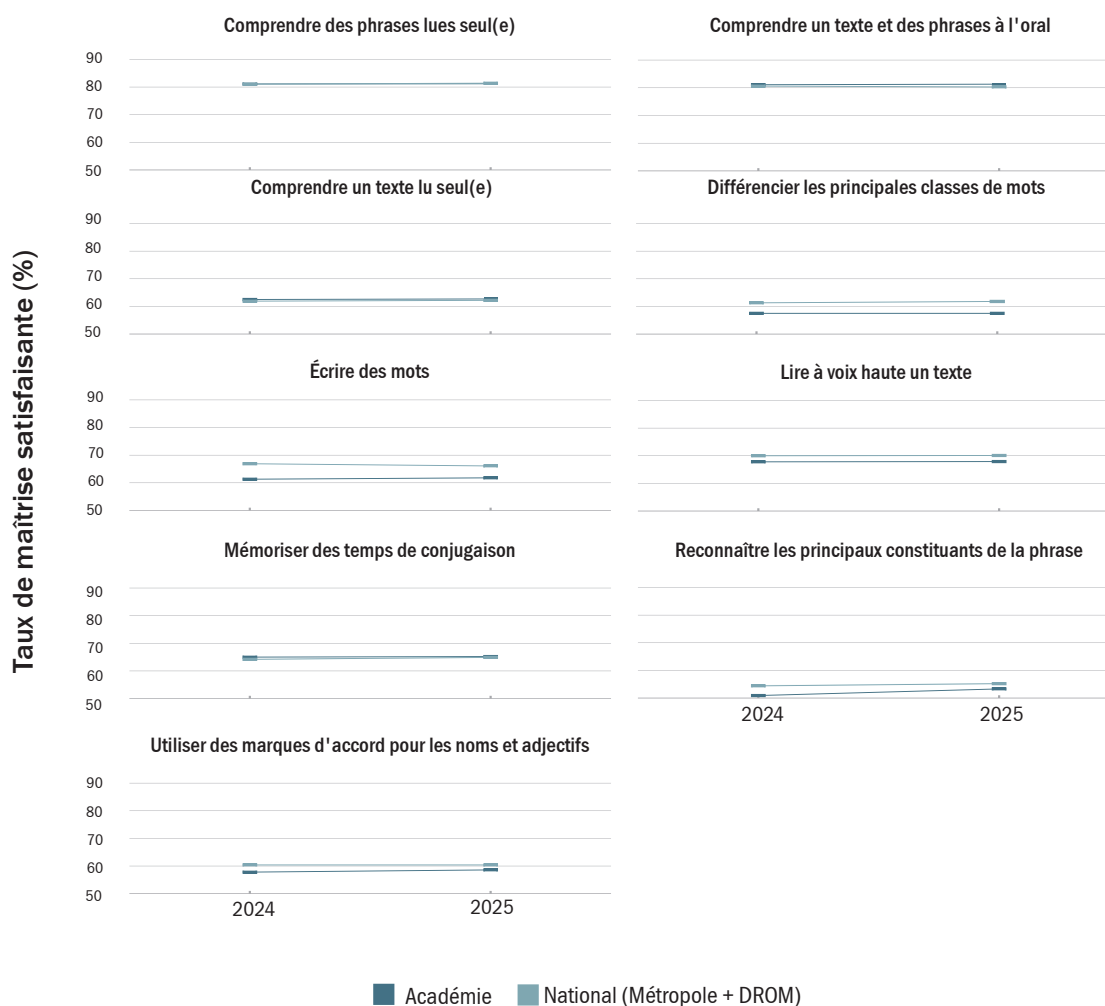 Taux de maîtrise satisfaisante (%)
Comprendre des phrases lues seul(e)
90
80
70
60
50
Comprendre un texte et des phrases à l'oral
Comprendre un texte lu seul(e)
90
80
70
60
50
Différencier les principales classes de mots
Écrire des mots
90
80
70
60
50
Lire à voix haute un texte
Mémoriser des temps de conjugaison
90
80
70
60
50
Reconnaître les principaux constituants de la phrase
2024
2025
Utiliser des marques d'accord pour les noms et adjectifs
90
80
70
60
50
2024
2025
Académie
National (Métropole + DROM)